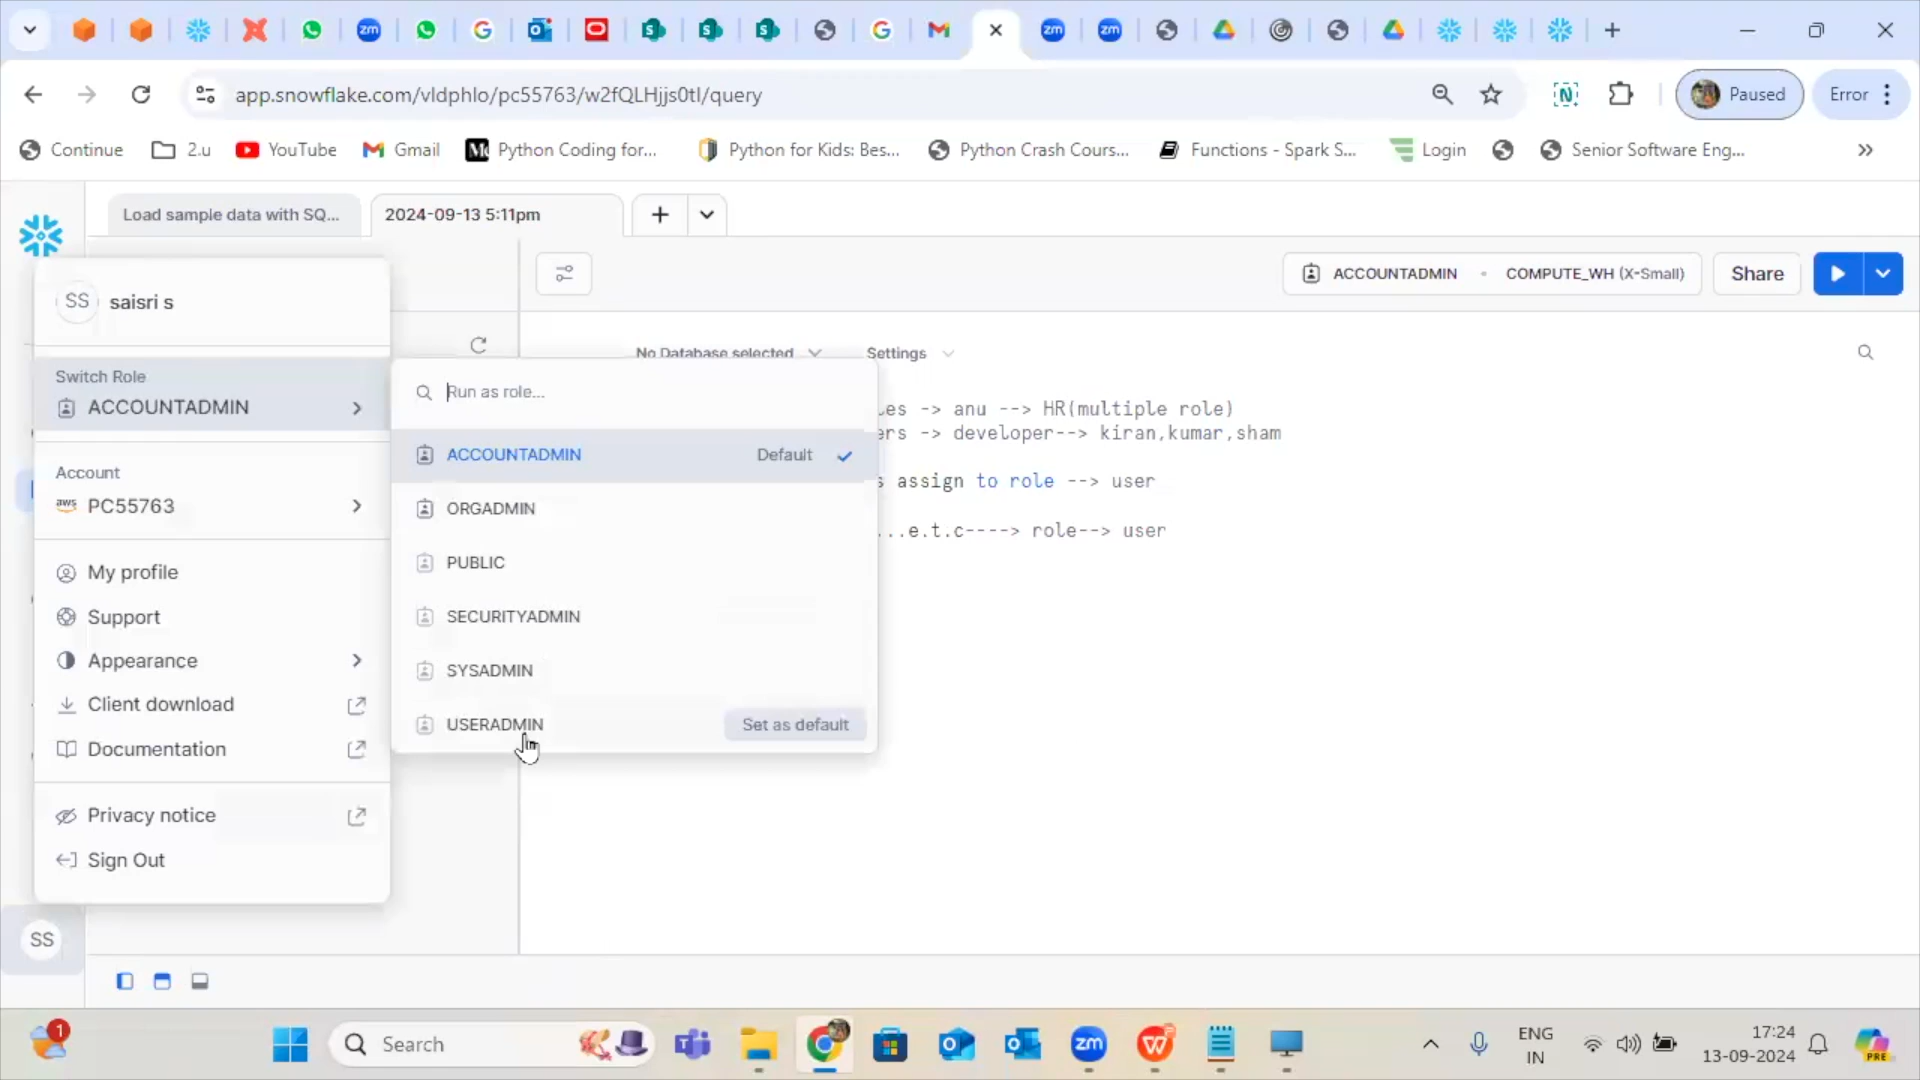 app.snowflake.com/vldphlo/pc55763/w2fQLHjjs0tI/query
Paused
Error
Continue
2.u
YouTube
Gmail
Python Coding for...
Python for Kids: Bes...
Python Crash Cours...
Functions - Spark S...
Login
Senior Software Eng...
Load sample data with SQ...
2024-09-13 5:11pm
ACCOUNTADMIN
COMPUTE_WH (X-Small)
Share
SS
saisri s
Switch Role
ACCOUNTADMIN
Account
aws
PC55763
My profile
Support
Appearance
Client download
Documentation
Privacy notice
Sign Out
SS
Run as role...
ACCOUNTADMIN
Default
ORGADMIN
PUBLIC
SECURITYADMIN
SYSADMIN
USERADMIN
Set as default
No Database selected
Settings
-> anu --> HR(multiple role)
-> developer--> kiran,kumar,sham
assign to role --> user
...e.t.c----> role--> user
1
Search
ENG
IN
17:24
13-09-2024
PRE